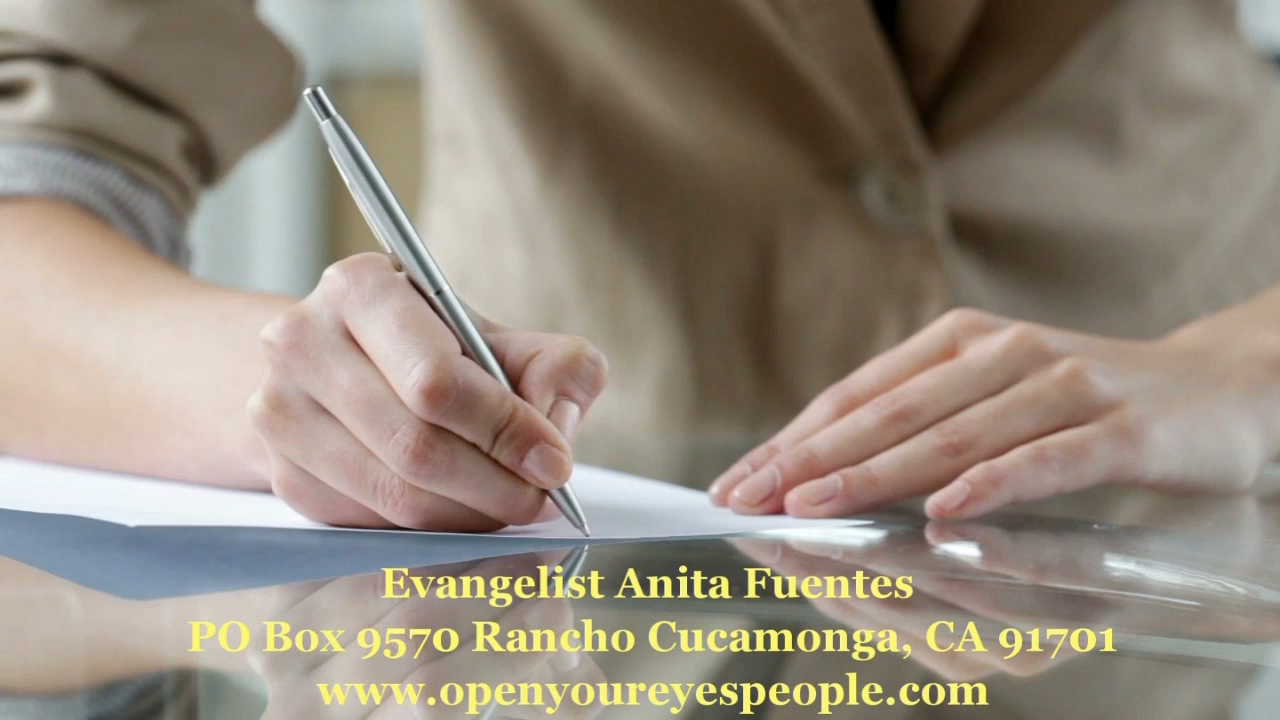 Evangelist Anita Fuentes
PO Box 9570 Rancho Cucamonga, CA 91701
www.openyoureyespeople.com